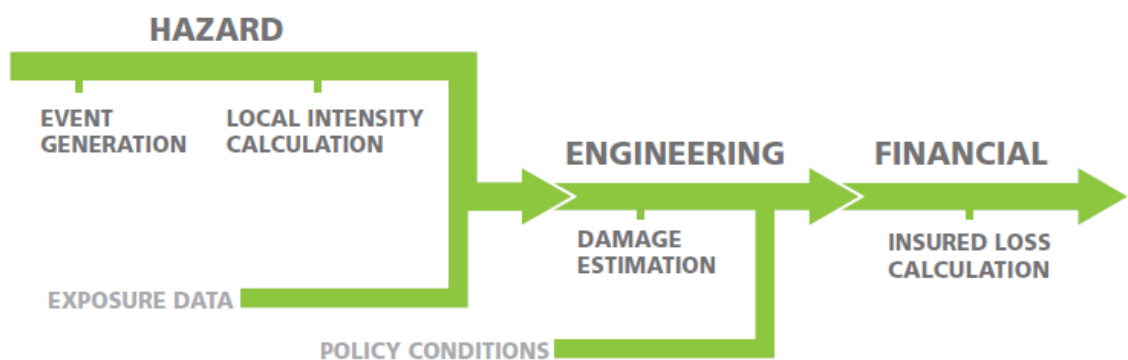 HAZARD
EVENT
GENERATION
LOCAL INTENSITY
CALCULATION
ENGINEERING
FINANCIAL
DAMAGE
ESTIMATION
INSURED LOSS
CALCULATION
EXPOSURE DATA
POLICY CONDITIONS